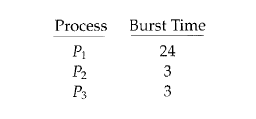 Process Burst Time
P₁ 24
P₂ 3
P₃ 3